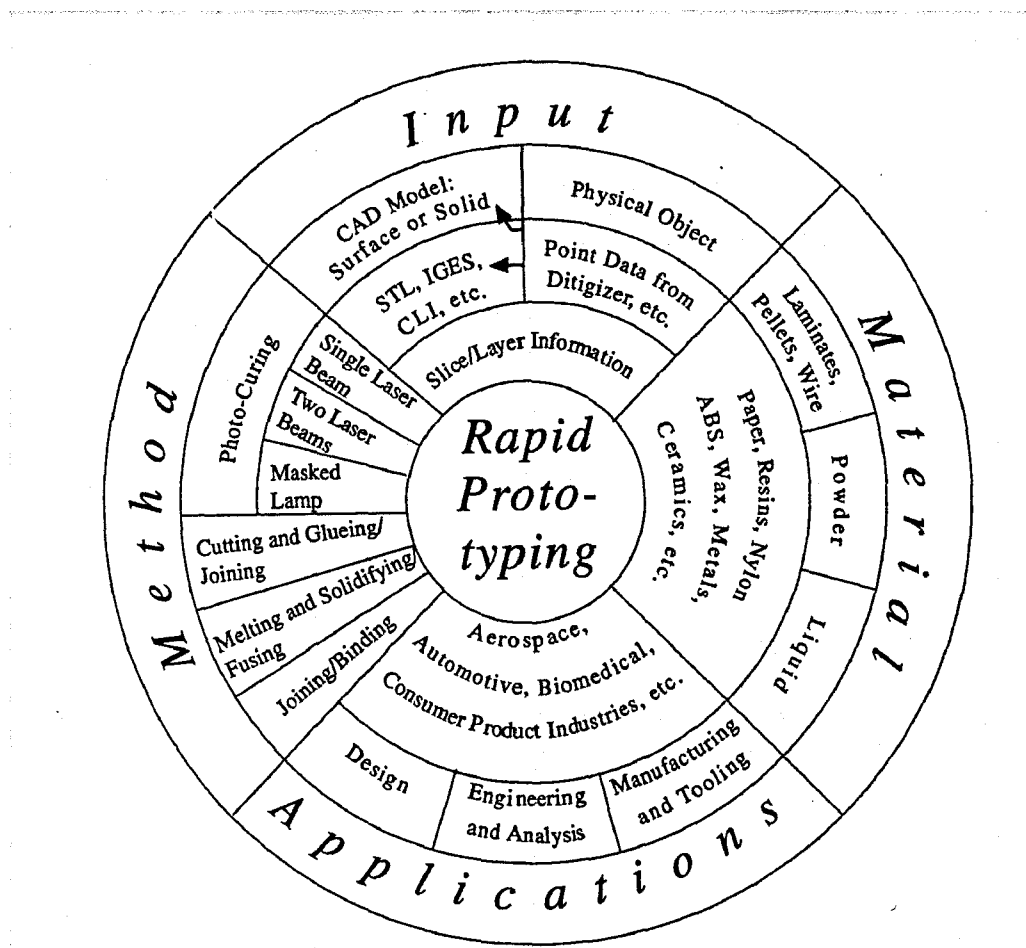 Input
CAD Model:
Surface or Solid
Physical Object
STL, IGES,
CLI, etc.
Point Data from
Ditigizer, etc.
Slice/Layer Information
Material
Laminates,
Pellets, Wire
Powder
Liquid
Paper, Resins, Nylon
ABS, Wax, Metals,
Ceramics, etc.
Rapid
Proto-
typing
Method
Photo-Curing
Single Laser
Beam
Two Laser
Beams
Masked
Lamp
Cutting and Glueing/
Joining
Melting and Solidifying/
Fusing
Joining/Binding
Aerospace,
Automotive, Biomedical,
Consumer Product Industries, etc.
Design
Engineering
and Analysis
Manufacturing
and Tooling
Applications